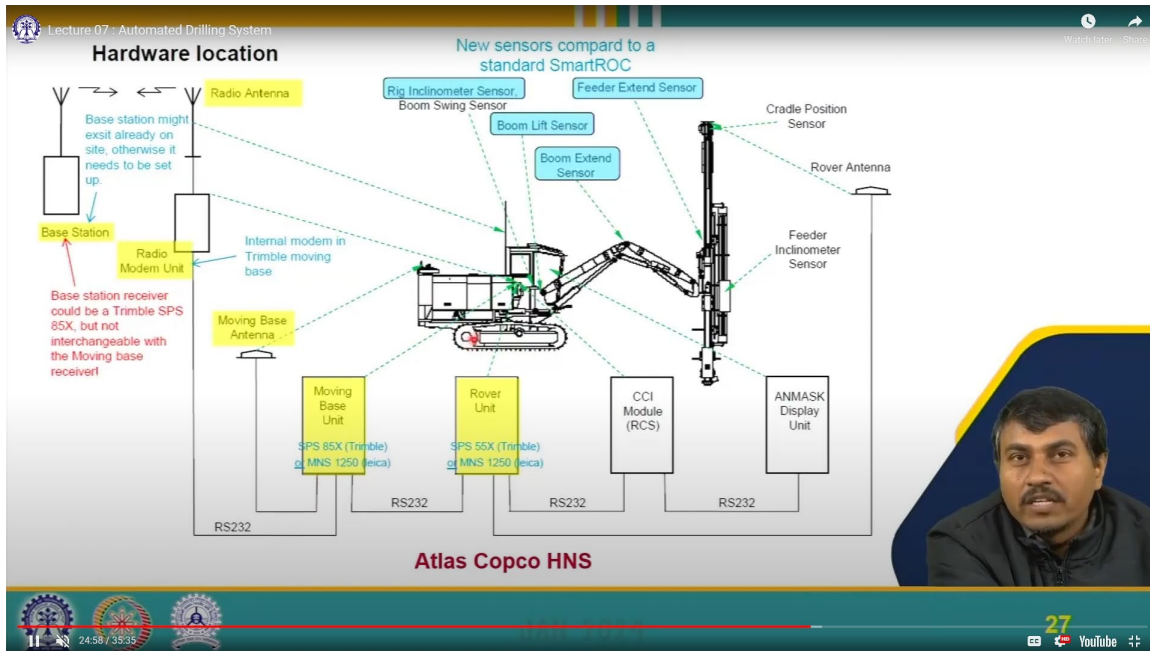 Lecture 07 : Automated Drilling System
Watch later
Share
Hardware location
New sensors compard to a
standard SmartROC
Radio Antenna
Base station might
exsit already on
site, otherwise it
needs to be set
up.
Base Station
Radio
Modem Unit
Internal modem in
Trimble moving
base
Base station receiver
could be a Trimble SPS
85X, but not
interchangeable with
the Moving base
receiver!
Rig Inclinometer Sensor.
Boom Swing Sensor
Boom Lift Sensor
Boom Extend
Sensor
Feeder Extend Sensor
Cradle Position
Sensor
Rover Antenna
Feeder
Inclinometer
Sensor
Moving Base
Antenna
Moving
Base
Unit
SPS 85X (Trimble)
or MNS 1250 (leica)
Rover
Unit
SPS 55X (Trimble)
or MNS 1250 (leica)
CCI
Module
(RCS)
ANMASK
Display
Unit
RS232
RS232
RS232
RS232
Atlas Copco HNS
JAN 2024
27
24:58 / 35:35
CC
HD
YouTube